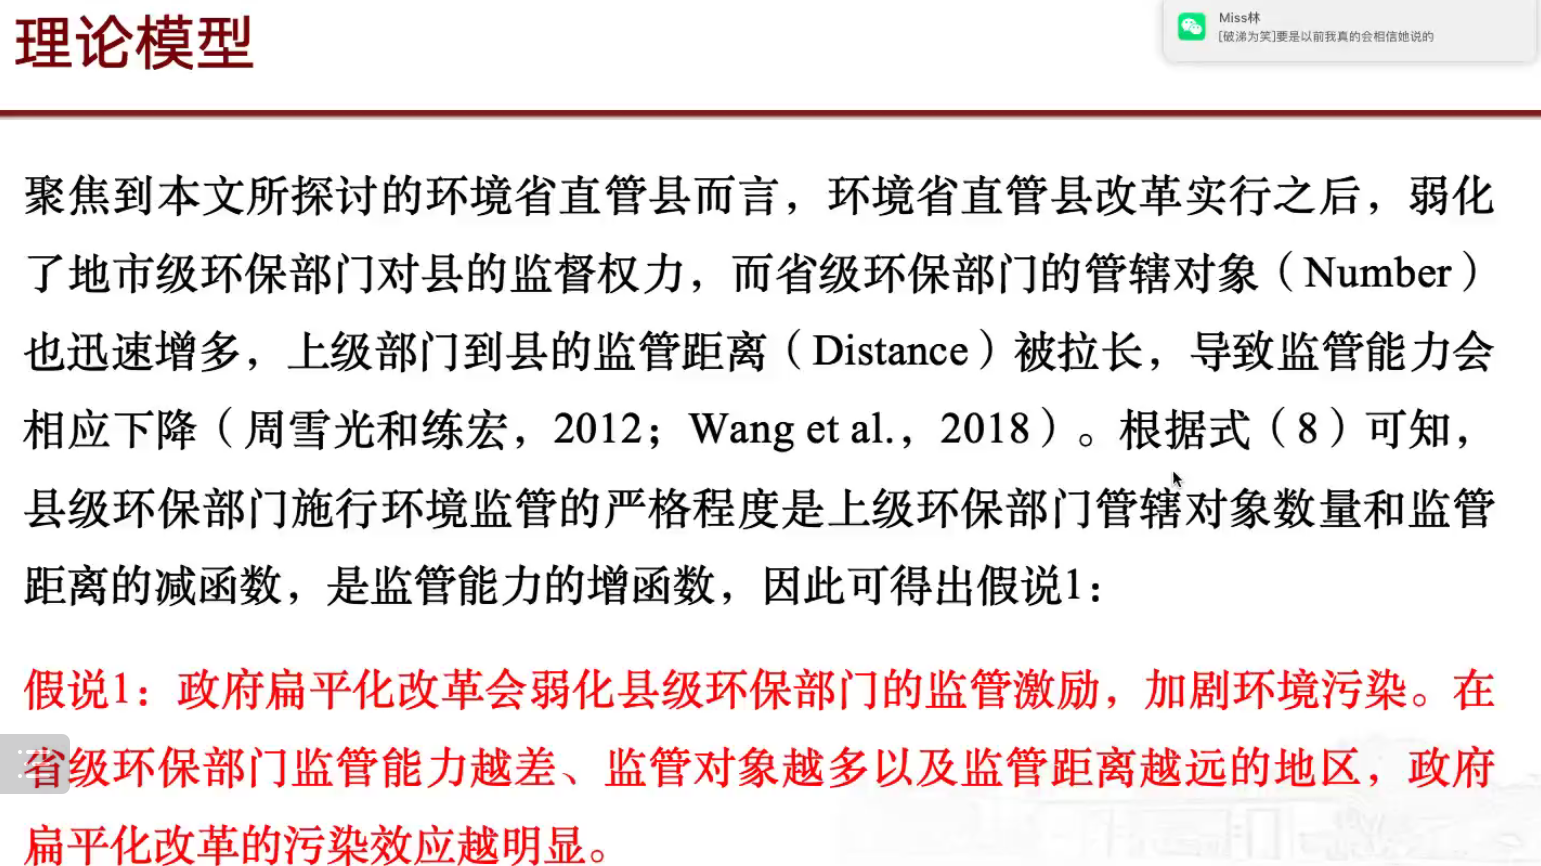 理论模型
Miss林
[破涕为笑]要是以前我真的会相信她说的
聚焦到本文所探讨的环境省直管县而言，环境省直管县改革实行之后，弱化
了地市级环保部门对县的监督权力，而省级环保部门的管辖对象（Number）
也迅速增多，上级部门到县的监管距离（Distance）被拉长，导致监管能力会
相应下降（周雪光和练宏，2012；Wang et al.，2018）。根据式（8）可知，
县级环保部门施行环境监管的严格程度是上级环保部门管辖对象数量和监管
距离的减函数，是监管能力的增函数，因此可得出假说1：
假说1：政府扁平化改革会弱化县级环保部门的监管激励，加剧环境污染。在
省级环保部门监管能力越差、监管对象越多以及监管距离越远的地区，政府
扁平化改革的污染效应越明显。